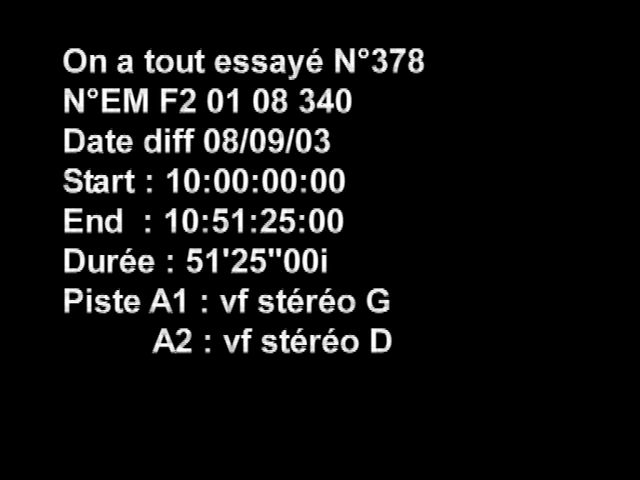 On a tout essayé N°378
N°EM F2 01 08 340
Date diff 08/09/03
Start : 10:00:00:00
End  : 10:51:25:00
Durée : 51'25''00i
Piste A1 : vf stéréo G
A2 : vf stéréo D